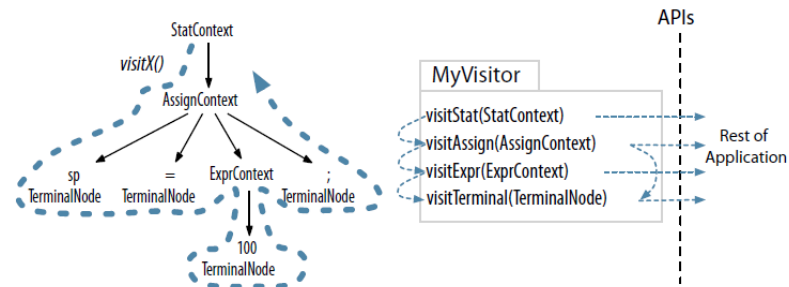 APIs
StatContext
visitX()
MyVisitor
AssignContext
visitStat(StatContext)
visitAssign(AssignContext)
visitExpr(ExprContext)
visitTerminal(TerminalNode)
Rest of
Application
sp
TerminalNode
=
TerminalNode
ExprContext
;
TerminalNode
100
TerminalNode